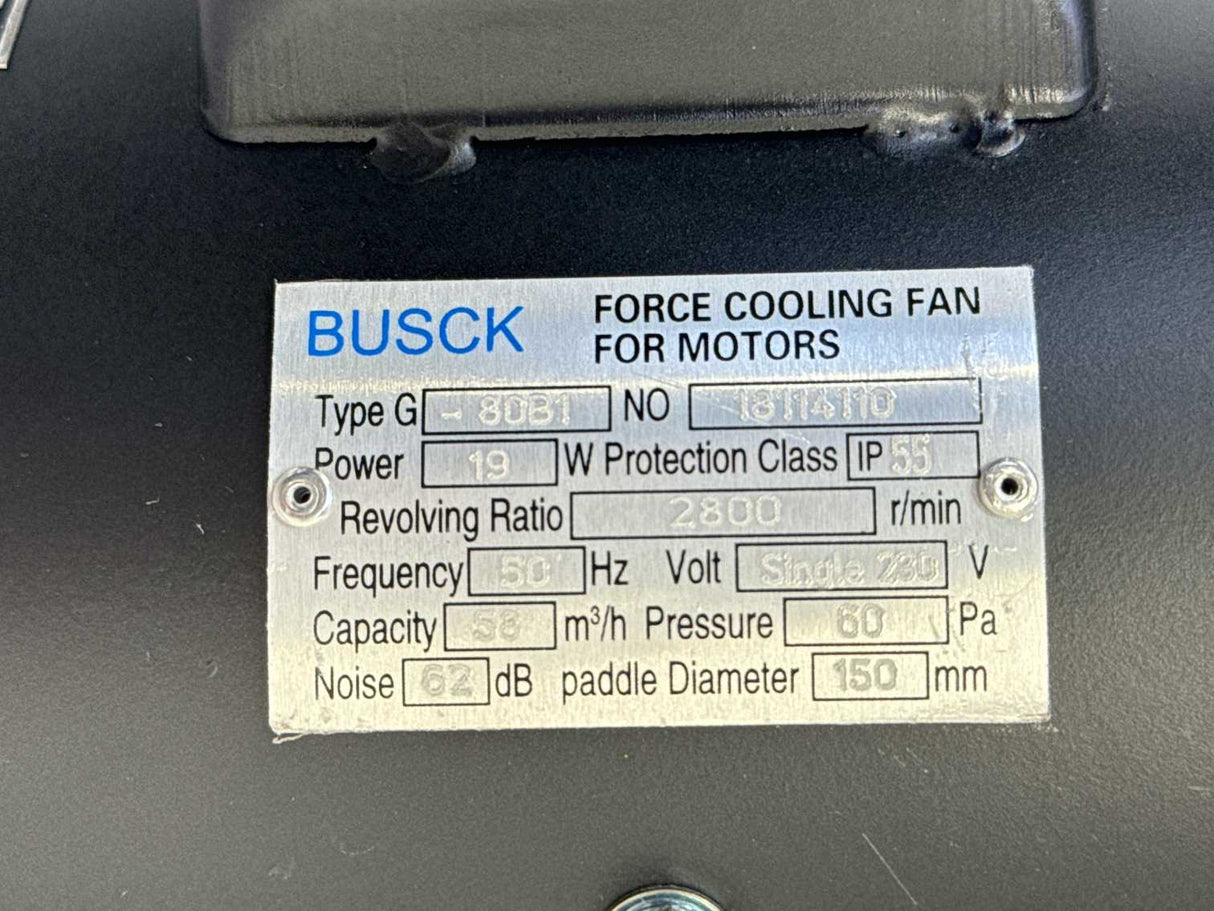 BUSCK
FORCE COOLING FAN
FOR MOTORS
Type G - 80B1 NO 18114110
Power 19 W Protection Class IP 55
Revolving Ratio 2800 r/min
Frequency 50 Hz Volt Single 230 V
Capacity 58 m³/h Pressure 60 Pa
Noise 62 dB paddle Diameter 150 mm